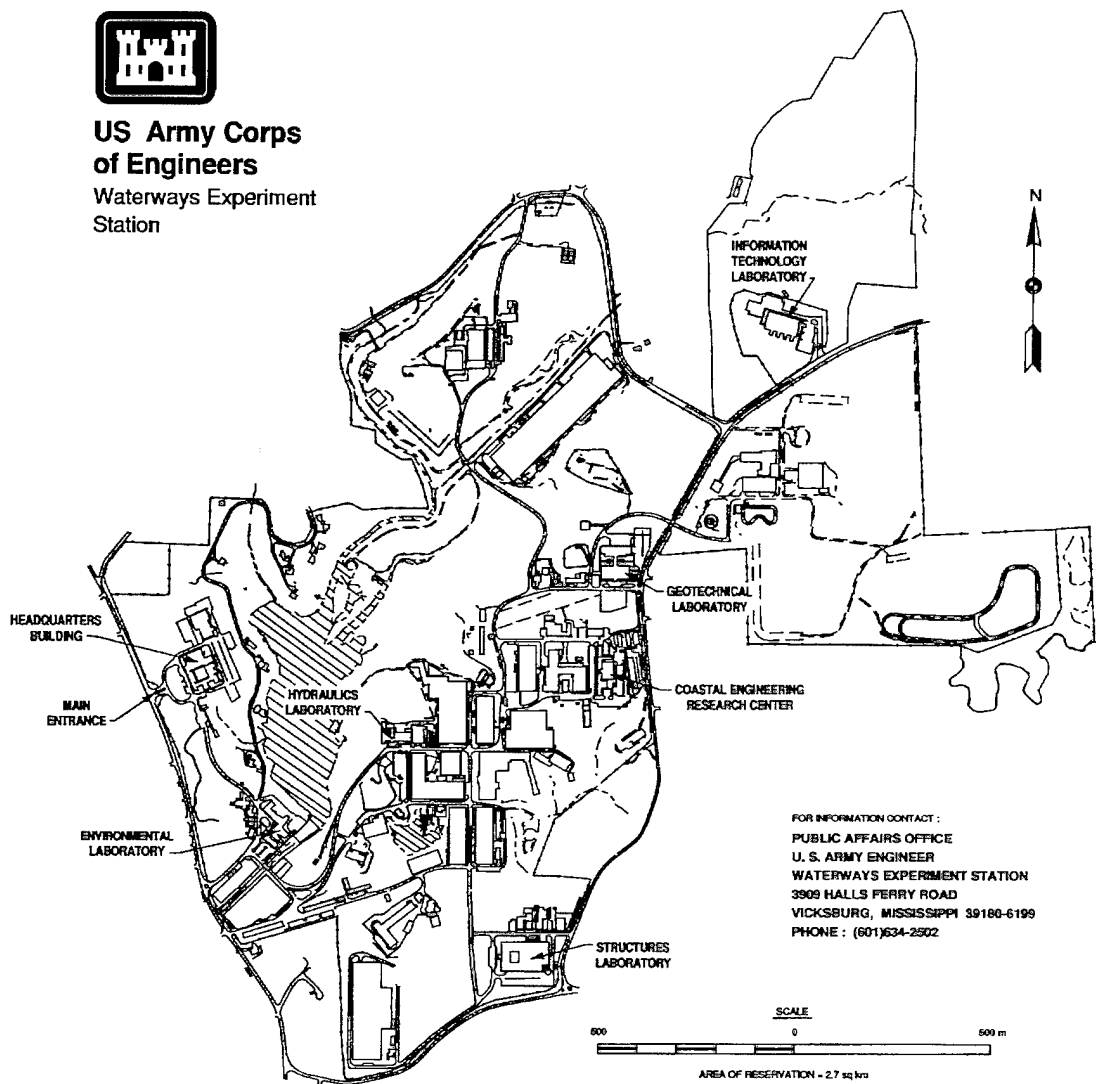 US Army Corps
of Engineers
Waterways Experiment
Station
N
INFORMATION
TECHNOLOGY
LABORATORY
GEOTECHNICAL
LABORATORY
HEADQUARTERS
BUILDING
MAIN
ENTRANCE
HYDRAULICS
LABORATORY
COASTAL ENGINEERING
RESEARCH CENTER
ENVIRONMENTAL
LABORATORY
STRUCTURES
LABORATORY
FOR INFORMATION CONTACT :
PUBLIC AFFAIRS OFFICE
U. S. ARMY ENGINEER
WATERWAYS EXPERIMENT STATION
3909 HALLS FERRY ROAD
VICKSBURG, MISSISSIPPI 39180-6199
PHONE : (601)634-2502
SCALE
500 0 500 m
AREA OF RESERVATION = 2.7 sq km